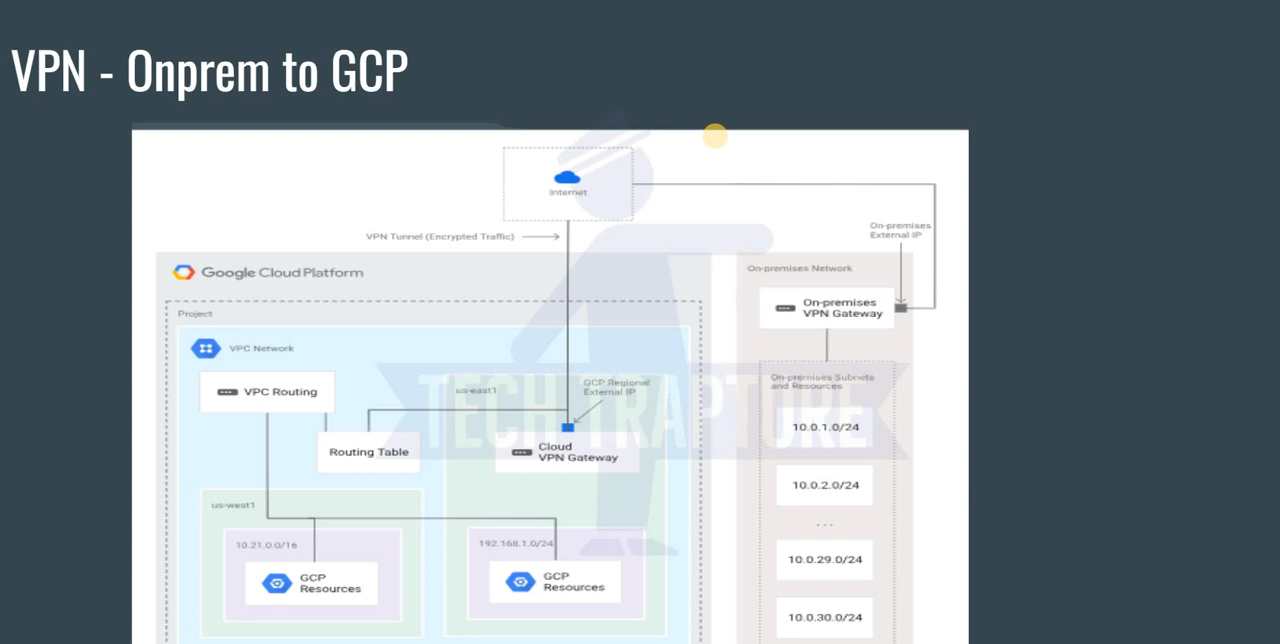 VPN - Onprem to GCP
Internet
On-premises
External IP
VPN Tunnel (Encrypted Traffic)
Google Cloud Platform
On-premises Network
On-premises
VPN Gateway
Project
VPC Network
VPC Routing
us-east1
GCP Regional
External IP
On-premises Subnets
and Resources
TECHTRAPTURE
10.0.1.0/24
Routing Table
Cloud
VPN Gateway
10.0.2.0/24
us-west1
...
10.21.0.0/16
192.168.1.0/24
10.0.29.0/24
GCP
Resources
GCP
Resources
10.0.30.0/24